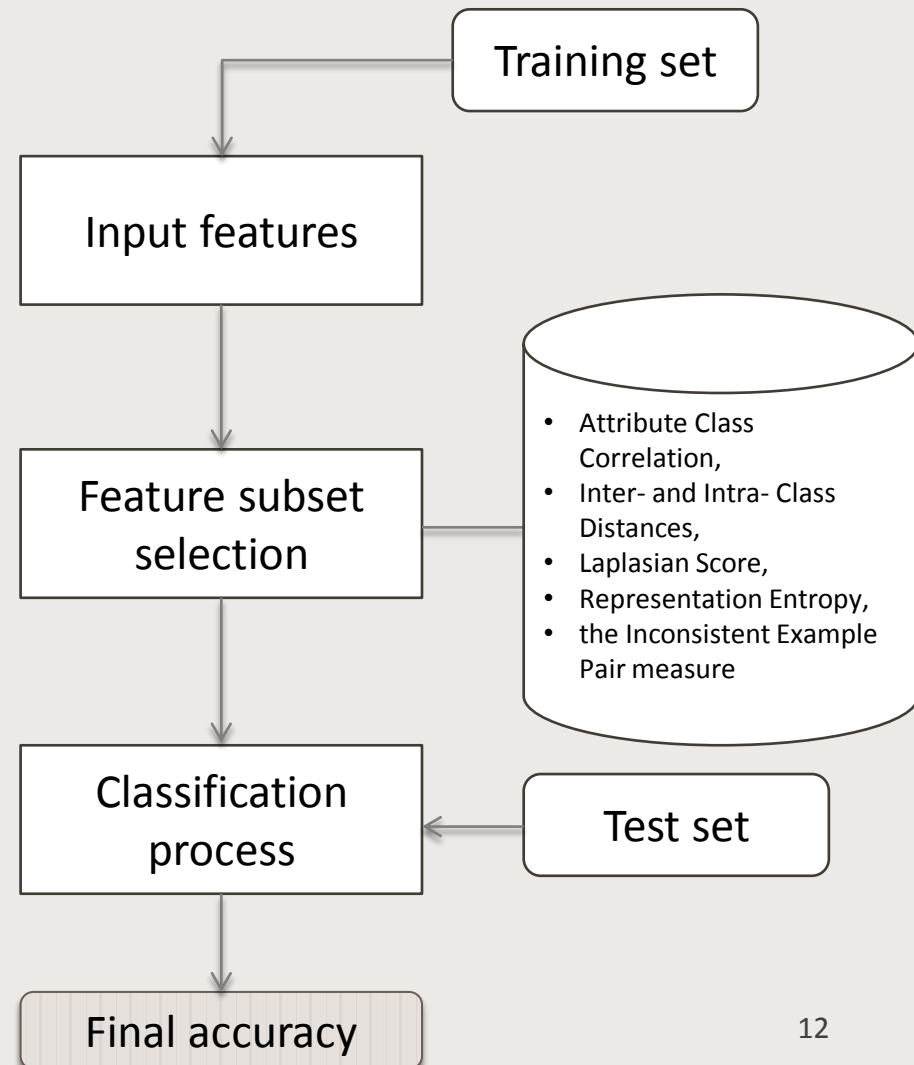 Training set
Input features
Feature subset
selection
• Attribute Class
Correlation,
• Inter- and Intra- Class
Distances,
• Laplasian Score,
• Representation Entropy,
• the Inconsistent Example
Pair measure
Classification
process
Test set
Final accuracy
12